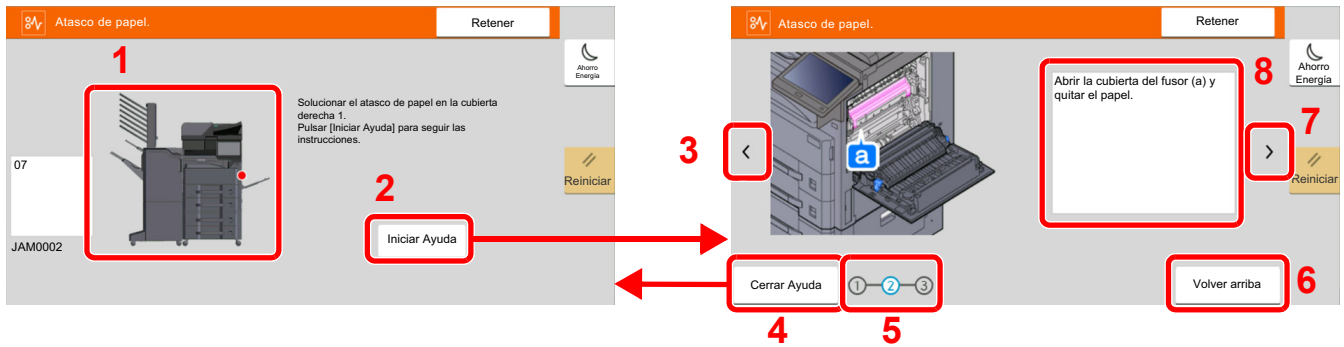 Atasco de papel.
Retener
1
Ahorro
Energía
Solucionar el atasco de papel en la cubierta
derecha 1.
Pulsar [Iniciar Ayuda] para seguir las
instrucciones.
07
Reiniciar
2
JAM0002
Iniciar Ayuda
Atasco de papel.
Retener
8
Ahorro
Energía
Abrir la cubierta del fusor (a) y
quitar el papel.
7
3
<
a
>
Reiniciar
Cerrar Ayuda
1 2 3
Volver arriba
6
4
5